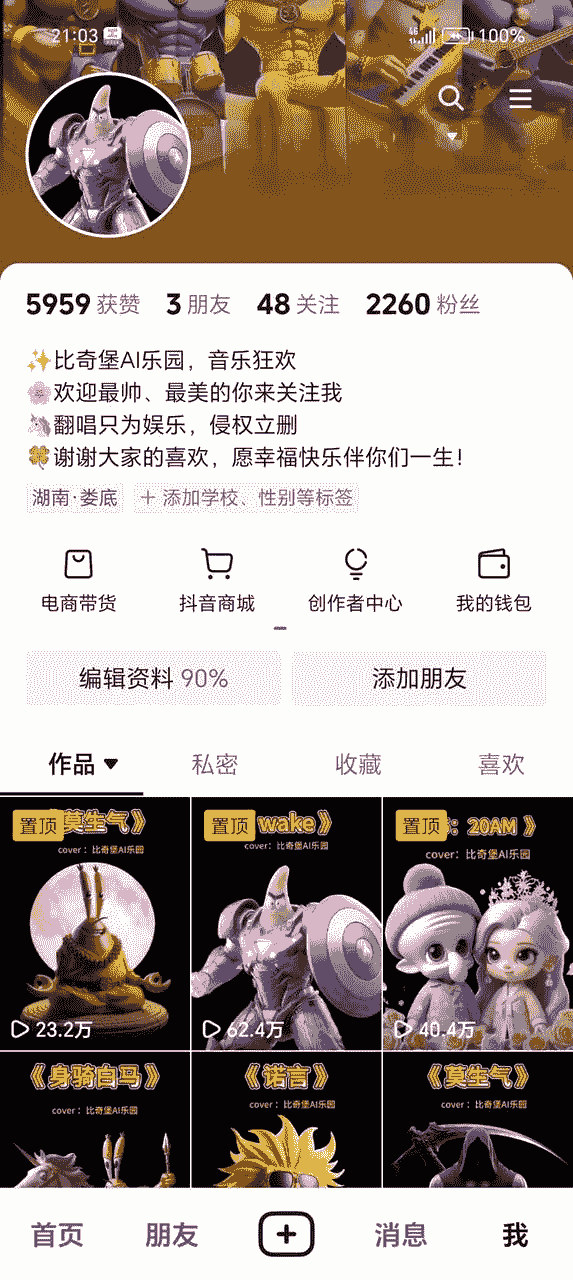 21:03
4G 100%
5959 获赞 3 朋友 48 关注 2260 粉丝
✨比奇堡AI乐园，音乐狂欢
🌸欢迎最帅、最美的你来关注我
🦄翻唱只为娱乐，侵权立删
🍀谢谢大家的喜欢，愿幸福快乐伴你们一生！
湖南·娄底 + 添加学校、性别等标签
电商带货 抖音商城 创作者中心 我的钱包
编辑资料 90% 添加朋友
作品 私密 收藏 喜欢
置顶 莫生气》 置顶 wake》 置顶 : 20AM 》
cover：比奇堡AI乐园 cover：比奇堡AI乐园 cover：比奇堡AI乐园
23.2万 62.4万 40.4万
《身骑白马》 《诺言》 《莫生气》
cover：比奇堡AI乐园 cover：比奇堡AI乐园 cover：比奇堡AI乐园
首页 朋友 消息 我